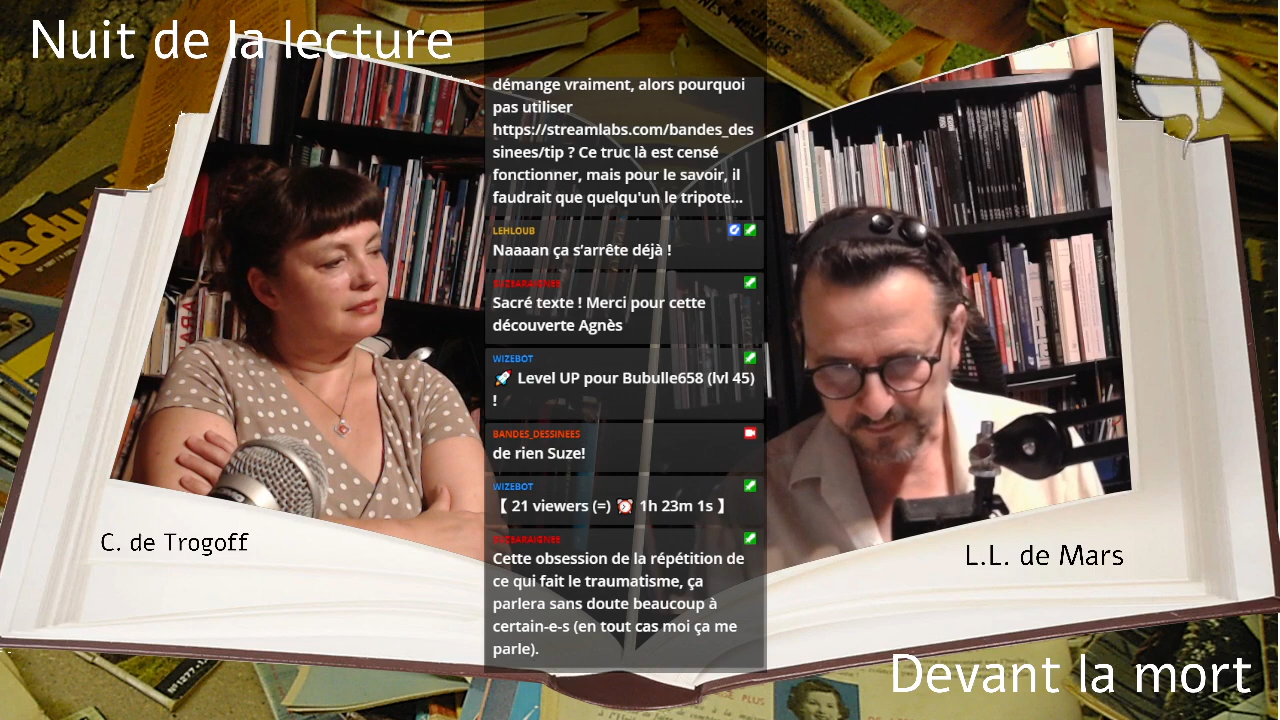 Nuit de la lecture
démange vraiment, alors pourquoi
pas utiliser
https://streamlabs.com/bandes_des
sinees/tip ? Ce truc là est censé
fonctionner, mais pour le savoir, il
faudrait que quelqu'un le tripote...
LEHLOUB
Naaaan ça s'arrête déjà !
Sacré texte ! Merci pour cette
découverte Agnès
WIZEBOT
🚀 Level UP pour Bubulle658 (lvl 45)
!
BANDES_DESSINEES
de rien Suze!
WIZEBOT
【 21 viewers (=) ⏰ 1h 23m 1s 】
Cette obsession de la répétition de
ce qui fait le traumatisme, ça
parlera sans doute beaucoup à
certain-e-s (en tout cas moi ça me
parle).
C. de Trogoff
L.L. de Mars
Devant la mort